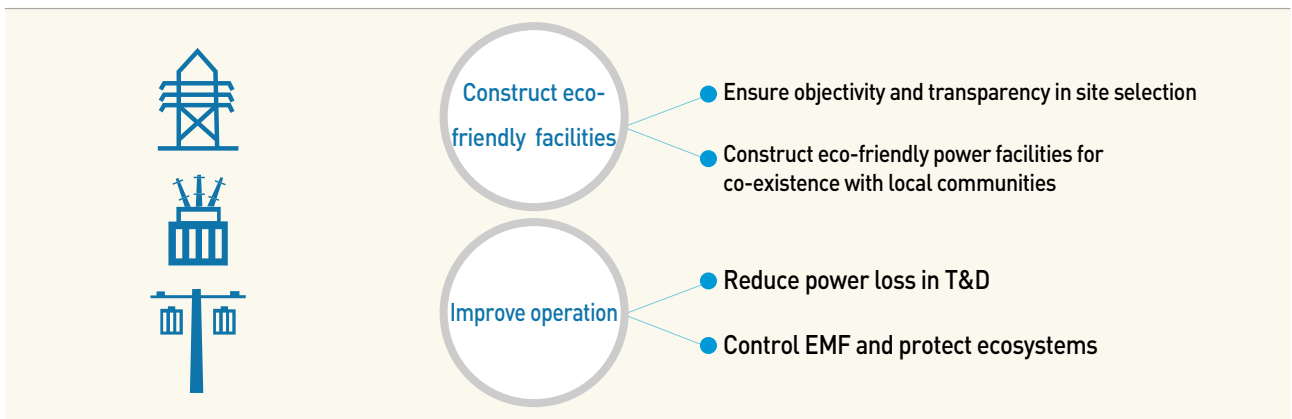 Construct eco-
friendly facilities
Ensure objectivity and transparency in site selection
Construct eco-friendly power facilities for
co-existence with local communities
Improve operation
Reduce power loss in T&D
Control EMF and protect ecosystems